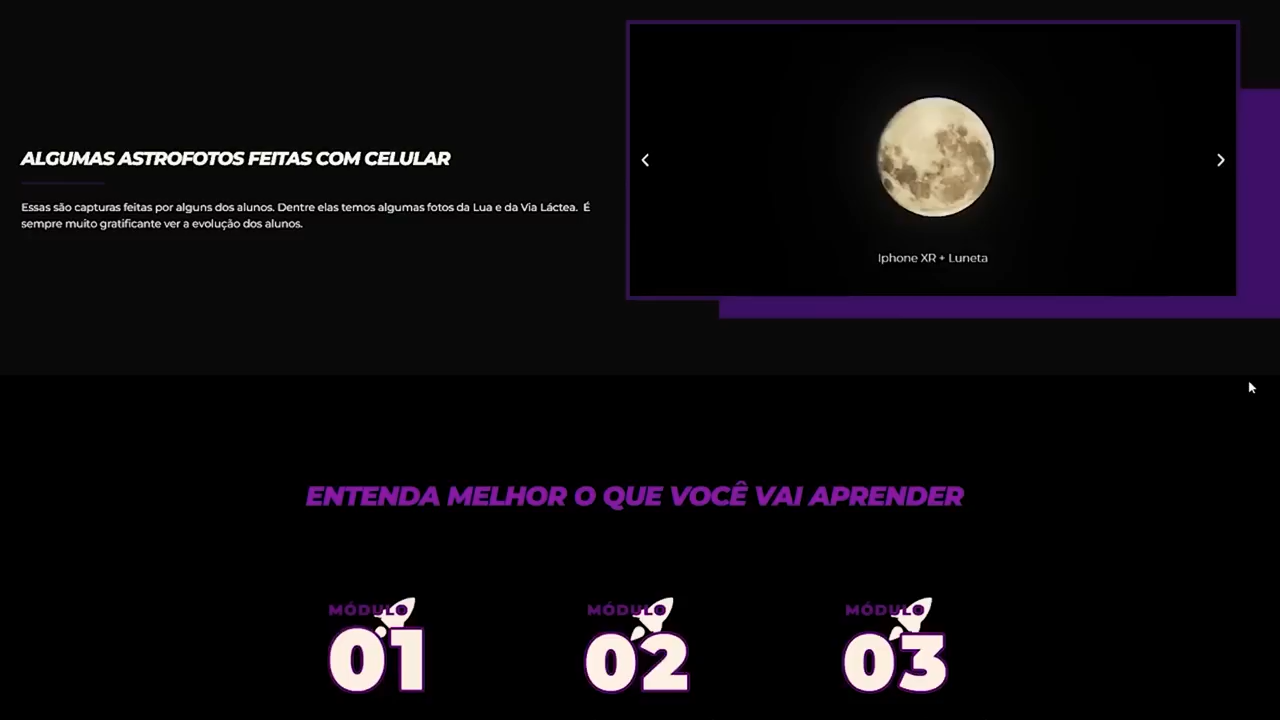 ALGUMAS ASTROFOTOS FEITAS COM CELULAR
Essas são capturas feitas por alguns dos alunos. Dentre elas temos algumas fotos da Lua e da Via Láctea. É
sempre muito gratificante ver a evolução dos alunos.
Iphone XR + Luneta
ENTENDA MELHOR O QUE VOCÊ VAI APRENDER
MÓDULO
01
MÓDULO
02
MÓDULO
03